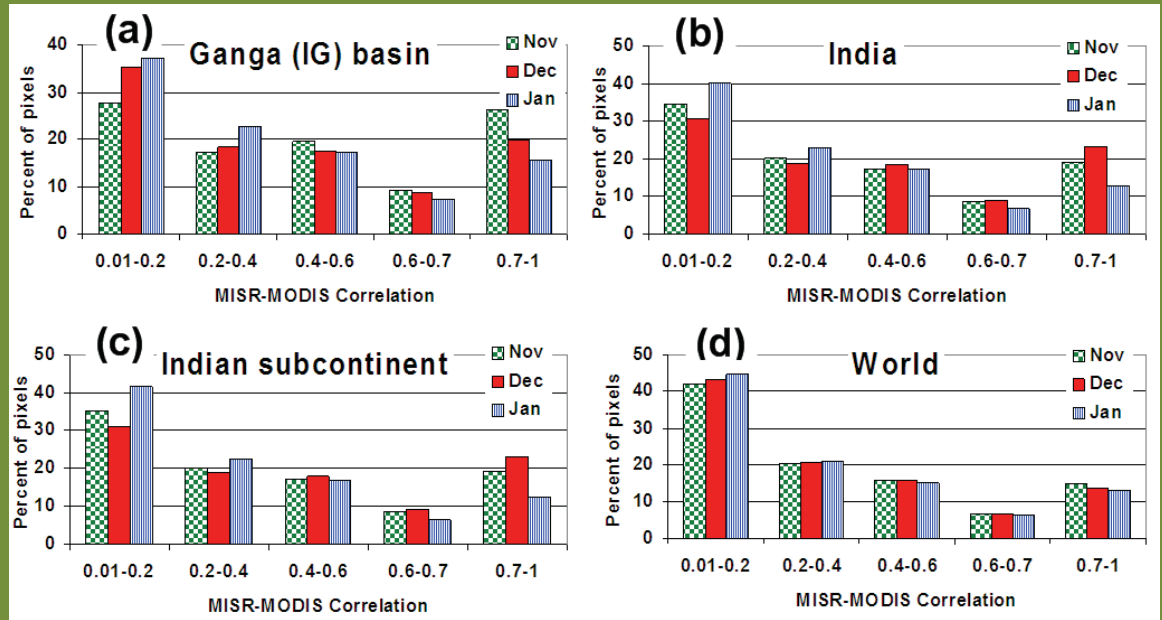 (a)
Ganga (IG) basin
Nov
Dec
Jan
Percent of pixels
40
30
20
10
0
0.01-0.2 0.2-0.4 0.4-0.6 0.6-0.7 0.7-1
MISR-MODIS Correlation
(b)
India
Nov
Dec
Jan
Percent of pixels
50
40
30
20
10
0
0.01-0.2 0.2-0.4 0.4-0.6 0.6-0.7 0.7-1
MISR-MODIS Correlation
(c)
Indian subcontinent
Nov
Dec
Jan
Percent of pixels
50
40
30
20
10
0
0.01-0.2 0.2-0.4 0.4-0.6 0.6-0.7 0.7-1
MISR-MODIS Correlation
(d)
World
Nov
Dec
Jan
Percent of pixels
50
40
30
20
10
0
0.01-0.2 0.2-0.4 0.4-0.6 0.6-0.7 0.7-1
MISR-MODIS Correlation